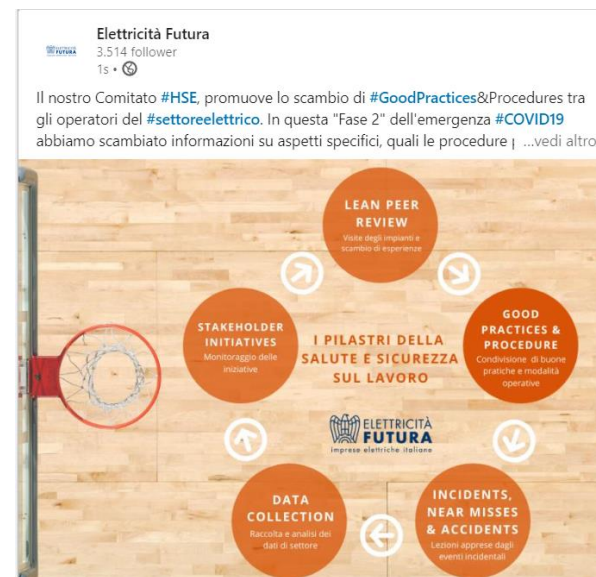 Elettricità Futura
3.514 follower
1s •
Il nostro Comitato #HSE, promuove lo scambio di #GoodPractices&Procedures tra
gli operatori del #settoreelettrico. In questa "Fase 2" dell'emergenza #COVID19
abbiamo scambiato informazioni su aspetti specifici, quali le procedure ...vedi altro
LEAN PEER
REVIEW
Visite degli impianti e
scambio di esperienze
GOOD
PRACTICES &
PROCEDURE
Condivisione di buone
pratiche e modalità
operative
INCIDENTS,
NEAR MISSES
& ACCIDENTS
Lezioni apprese dagli
eventi incidentali
DATA
COLLECTION
Raccolta e analisi dei
dati di settore
STAKEHOLDER
INITIATIVES
Monitoraggio delle
iniziative
I PILASTRI DELLA
SALUTE E SICUREZZA
SUL LAVORO
ELETTRICITÀ
FUTURA
imprese elettriche italiane